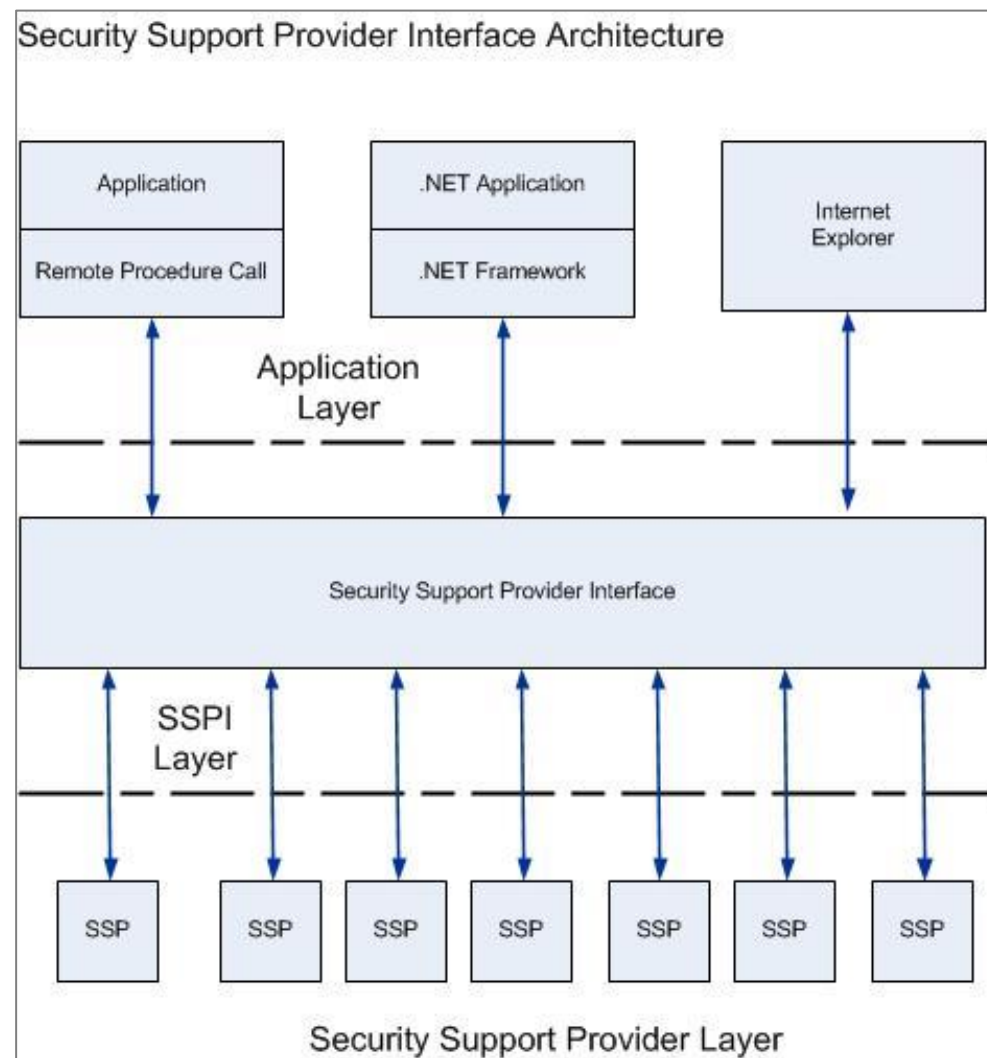 Security Support Provider Interface Architecture
Application
.NET Application
Internet
Explorer
Remote Procedure Call
.NET Framework
Application
Layer
Security Support Provider Interface
SSPI
Layer
SSP
SSP
SSP
SSP
SSP
SSP
SSP
Security Support Provider Layer